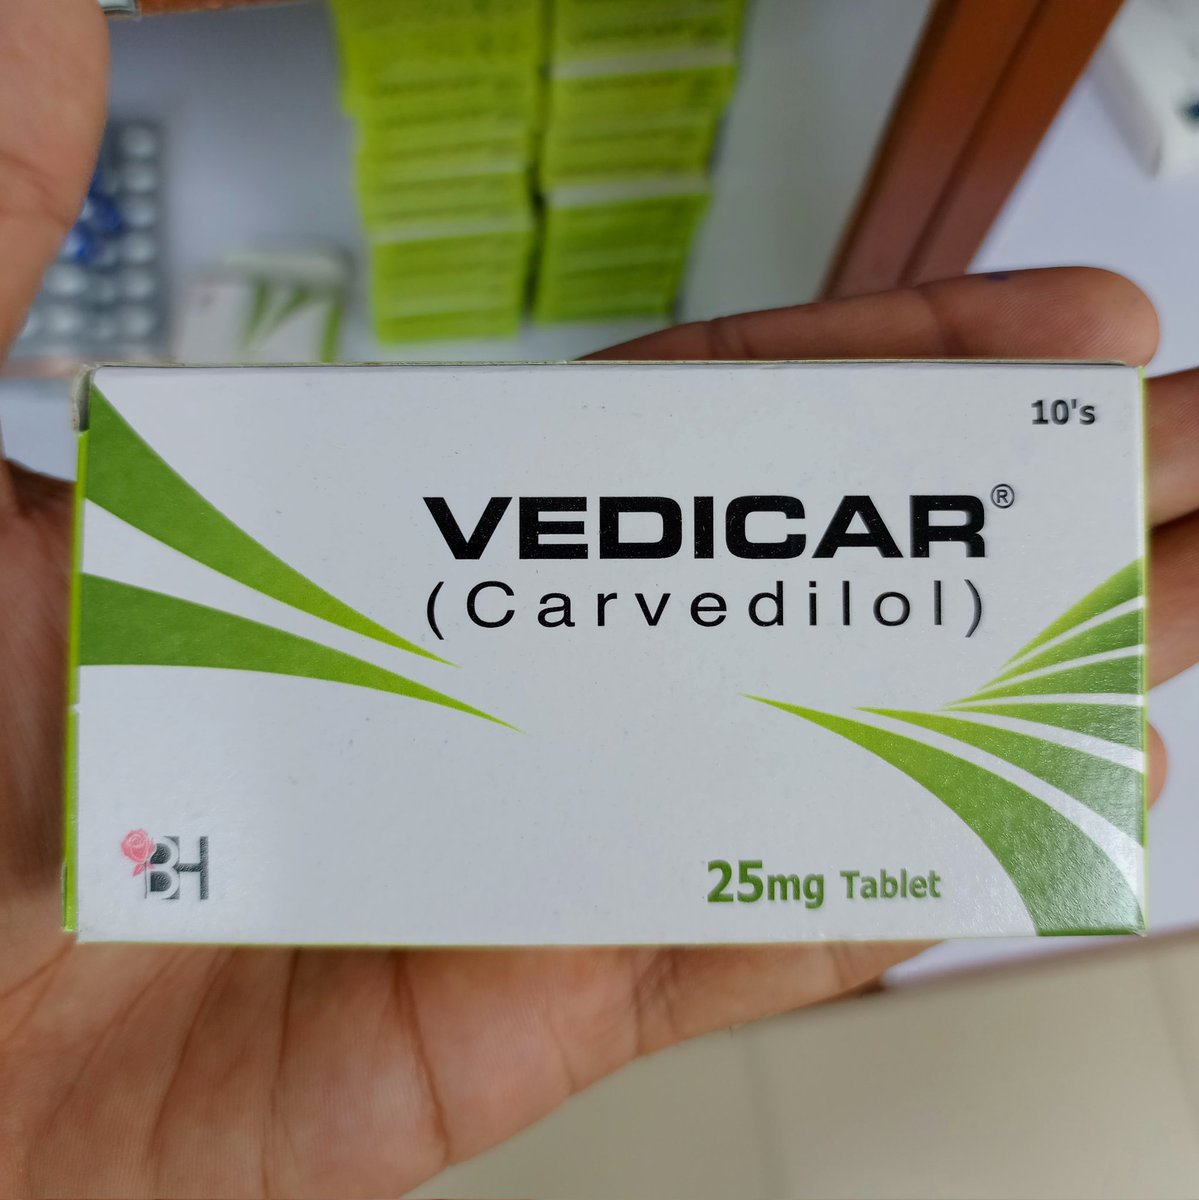 10's
VEDICAR®
(Carvedilol)
BH
25mg Tablet